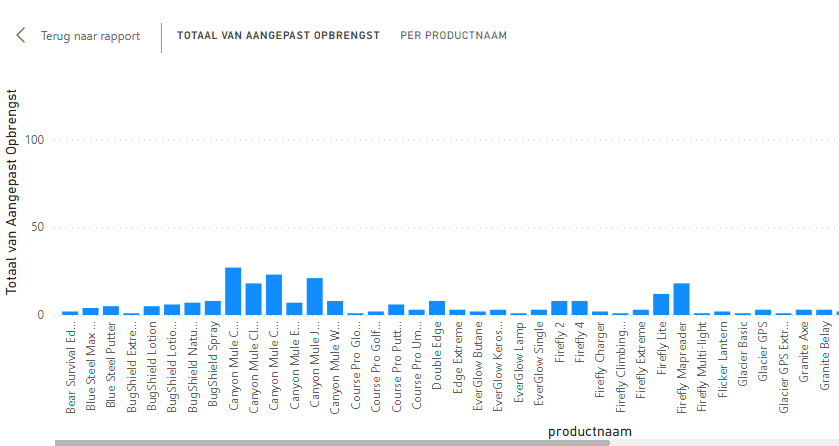 Terug naar rapport
TOTAAL VAN AANGEPAST OPBRENGST
PER PRODUCTNAAM
Totaal van Aangepast Opbrengst
100
50
0
Bear Survival Ed...
Blue Steel Max ...
Blue Steel Putter
BugShield Extre...
BugShield Lotion
BugShield Lotio...
BugShield Natu...
BugShield Spray
Canyon Mule C...
Canyon Mule Cl...
Canyon Mule C...
Canyon Mule E...
Canyon Mule J...
Canyon Mule W...
Course Pro Glo...
Course Pro Golf...
Course Pro Putt...
Course Pro Um...
Double Edge
Edge Extreme
EverGlow Butane
EverGlow Keros...
EverGlow Lamp
EverGlow Single
Firefly 2
Firefly 4
Firefly Charger
Firefly Climbing...
Firefly Extreme
Firefly Lite
Firefly Mapreader
Firefly Multi-light
Flicker Lantern
Glacier Basic
Glacier GPS
Glacier GPS Extr...
Granite Axe
Granite Belay
productnaam